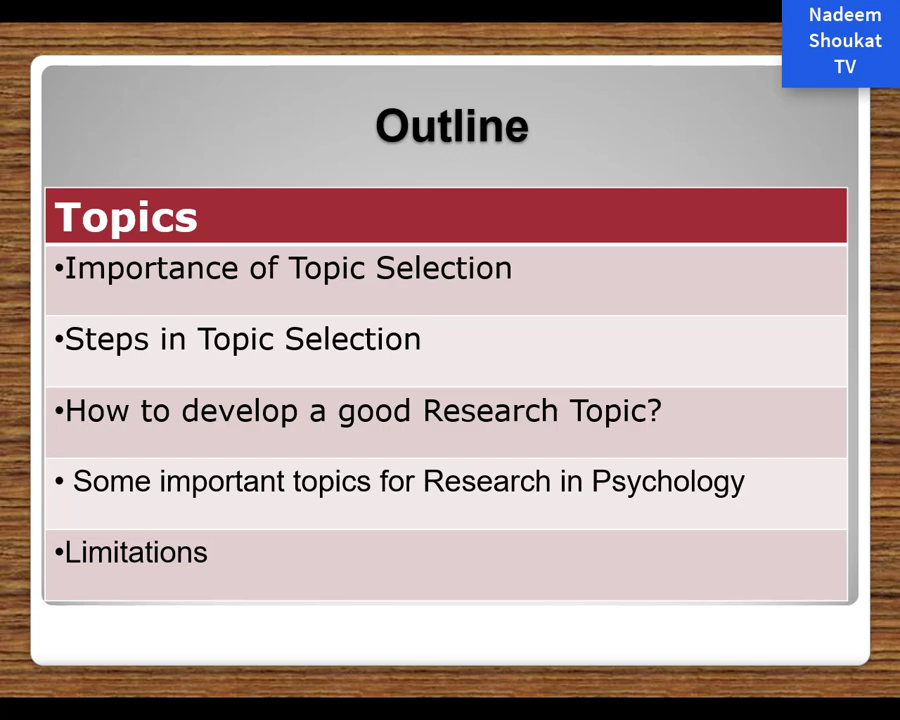 Nadeem
Shoukat
TV
Outline
Topics
•Importance of Topic Selection
•Steps in Topic Selection
•How to develop a good Research Topic?
• Some important topics for Research in Psychology
•Limitations